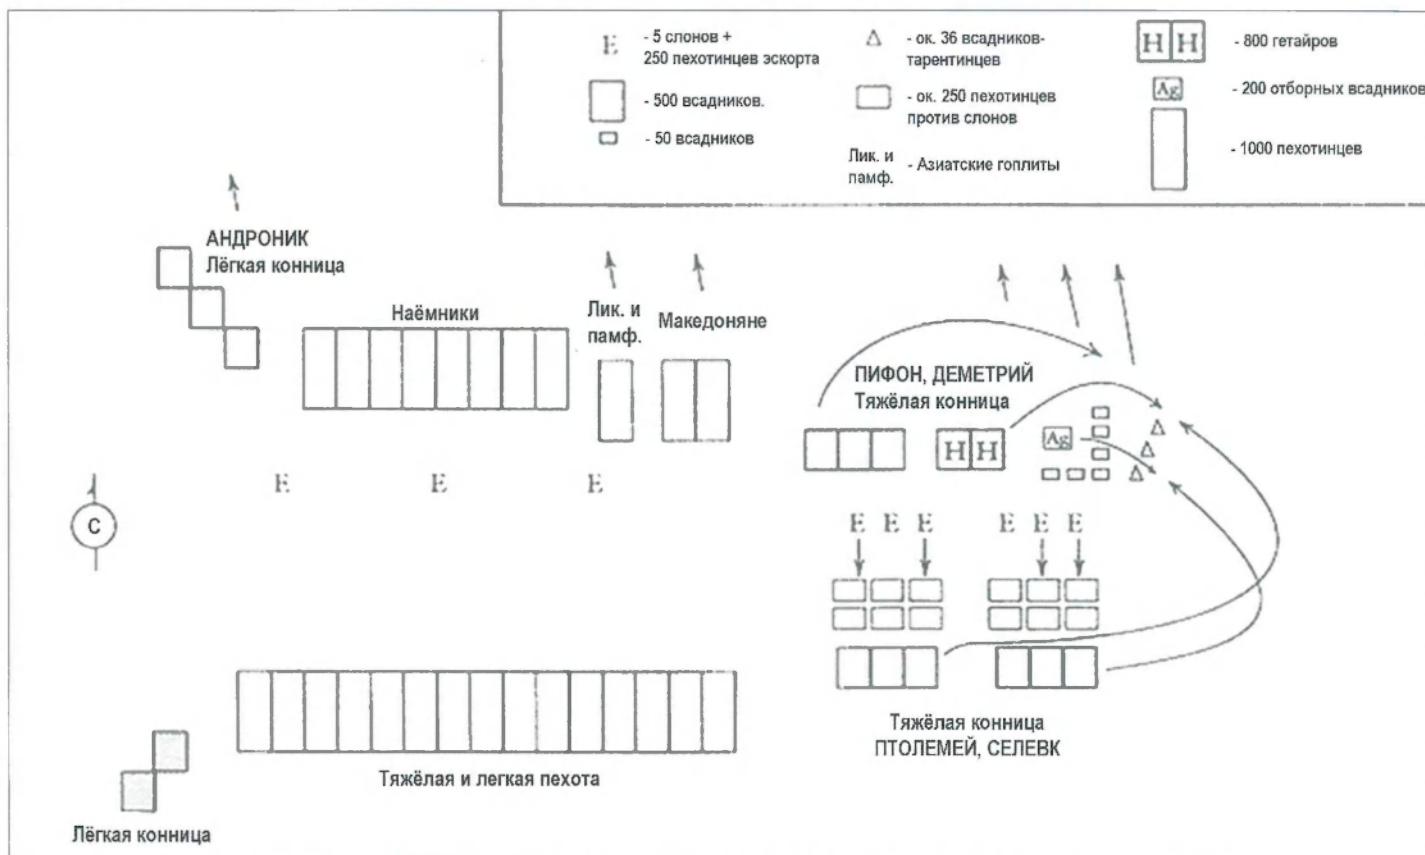 E - 5 слонов +
250 пехотинцев эскорта
- 500 всадников.
- 50 всадников
Δ - ок. 36 всадников-
тарентинцев
- ок. 250 пехотинцев
против слонов
Лик. и
памф. - Азиатские гоплиты
H H - 800 гетайров
Ag - 200 отборных всадников
- 1000 пехотинцев
АНДРОНИК
Лёгкая конница
Наёмники
Лик. и
памф.
Македоняне
ПИФОН, ДЕМЕТРИЙ
Тяжёлая конница
H H
Ag
E E E
С
E E E E E E
Тяжёлая и легкая пехота
Тяжёлая конница
ПТОЛЕМЕЙ, СЕЛЕВК
Лёгкая конница